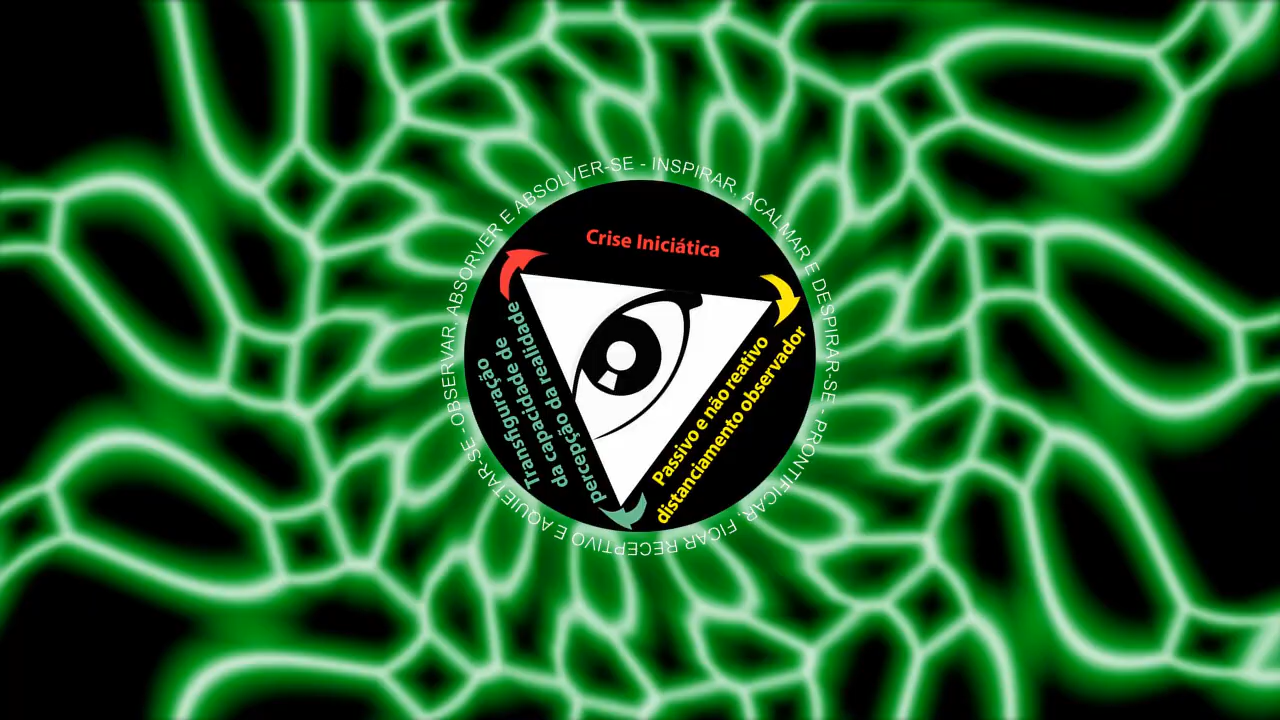 OBSERVAR, ABSORVER E ABSOLVER-SE - INSPIRAR, ACALMAR E DESPIRAR-SE - PRONTIFICAR, FICAR RECEPTIVO E AQUIETAR-SE -
Crise Iniciática
Passivo e não reativo
distanciamento observador
Transfiguração
da capacidade de
percepção da realidade